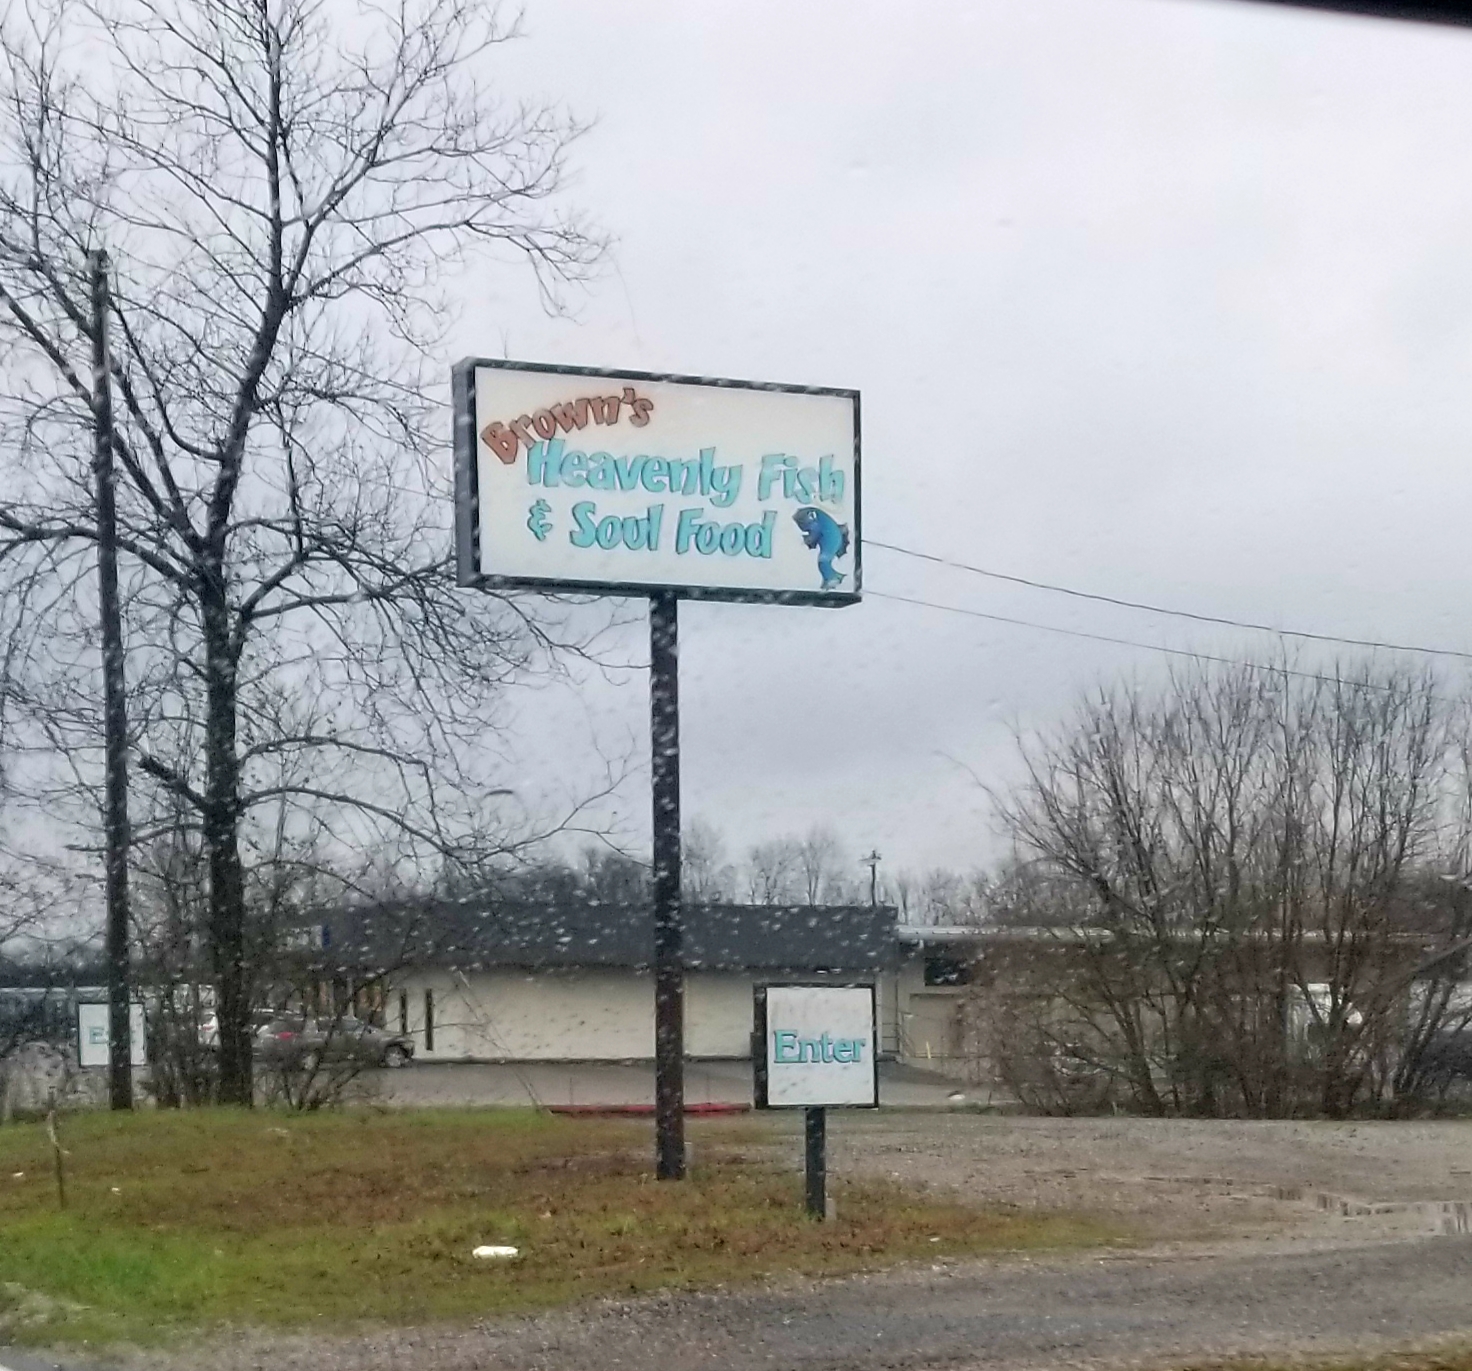 Brown's
Heavenly Fish
& Soul Food
Enter